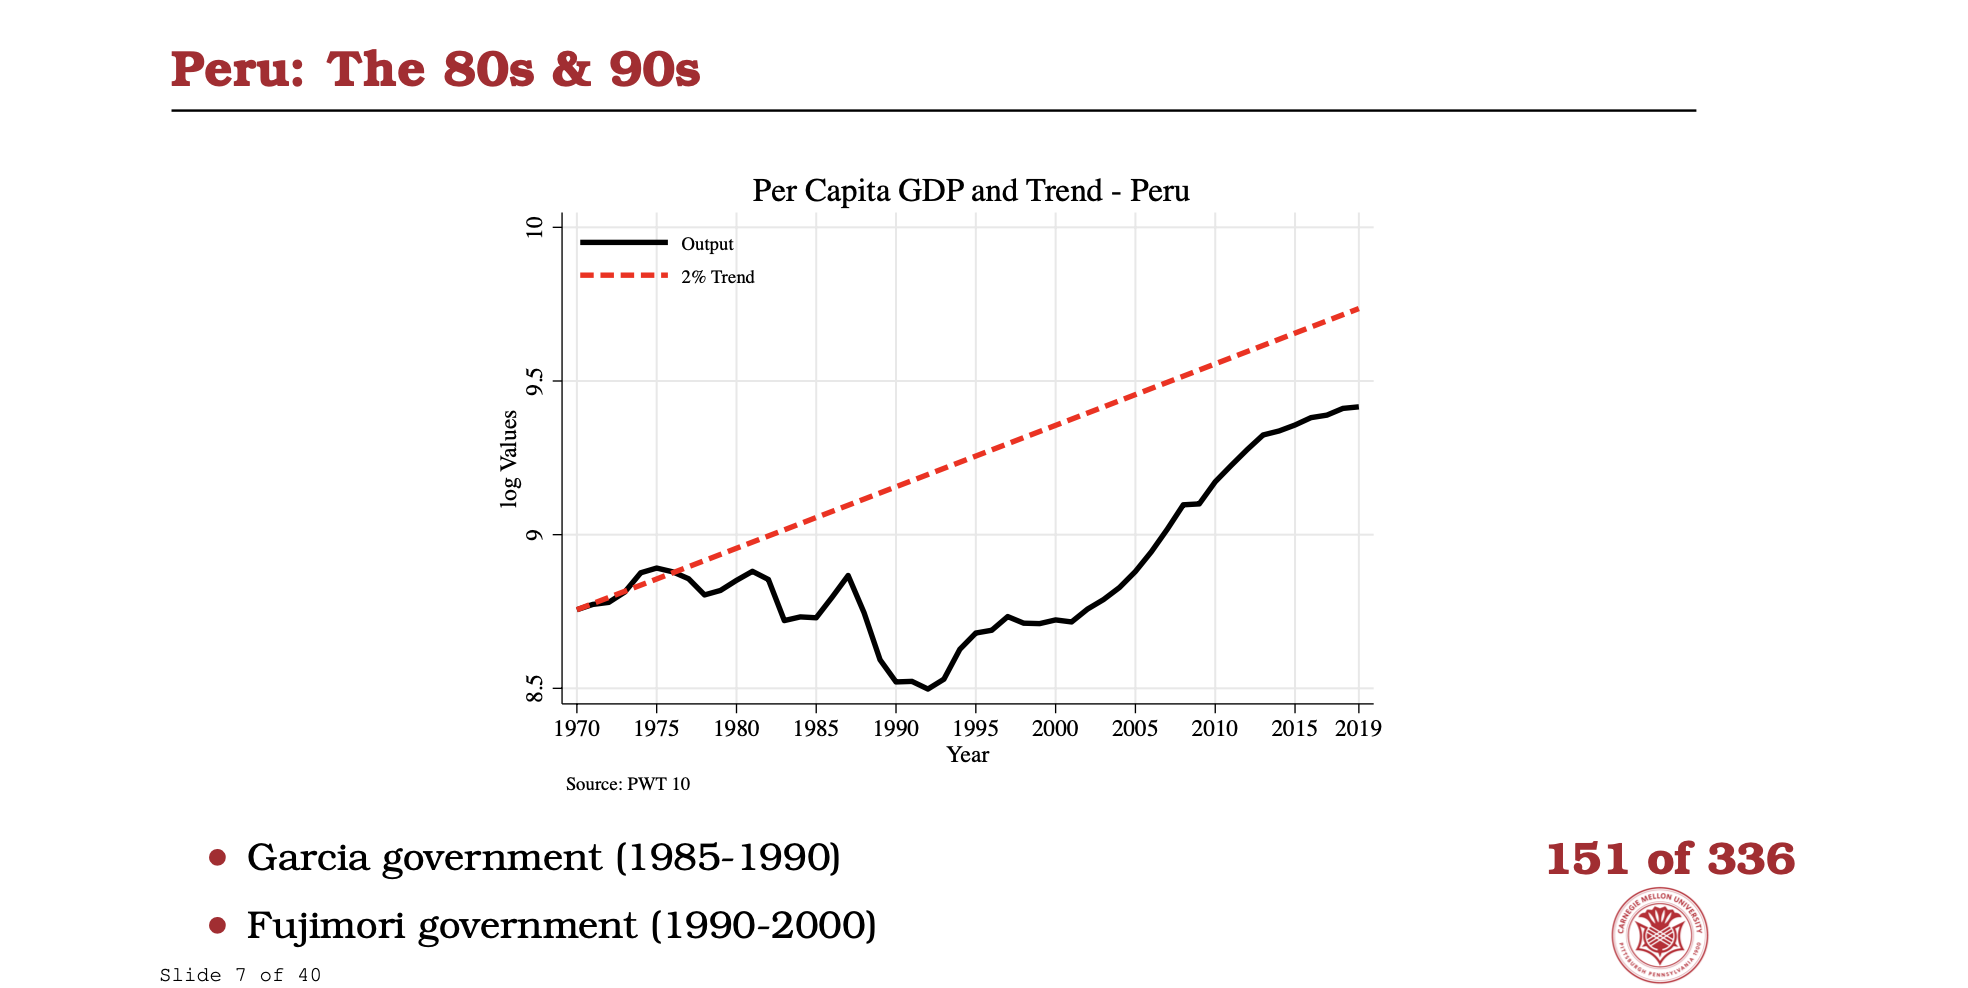 Peru: The 80s & 90s
Per Capita GDP and Trend - Peru
10
9.5
9
8.5
log Values
Output
2% Trend
1970 1975 1980 1985 1990 1995 2000 2005 2010 2015 2019
Year
Source: PWT 10
• Garcia government (1985-1990)
151 of 336
• Fujimori government (1990-2000)
CARNEGIE MELLON UNIVERSITY
PITTSBURGH PENNSYLVANIA 1900
Slide 7 of 40